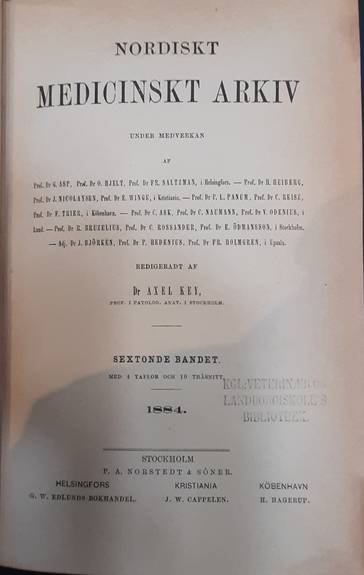 NORDISKT
MEDICINSKT ARKIV
UNDER MEDVERKAN
AF
Prof. Dr G. ASP, Prof. Dr O. HJELT, Prof. Dr FR. SALTZMAN, i Helsingfors. — Prof. Dr H. HEIBERG,
Prof. Dr J. NICOLAYSEN, Prof. Dr E. WINGE, i Kristiania. — Prof. Dr P. L. PANUM, Prof. Dr C. REISZ,
Prof. Dr F. TRIER, i Köbenhavn. — Prof. Dr C. ASK, Prof. Dr C. NAUMANN, Prof. Dr V. ODENIUS, i
Lund. — Prof. Dr R. BRUZELIUS, Prof. Dr C. ROSSANDER, Prof. Dr E. ÖDMANSSON, i Stockholm.
— Adj. Dr J. BJÖRKEN, Prof. Dr P. HEDENIUS, Prof. Dr FR. HOLMGREN, i Upsala.
REDIGERADT AF
Dr AXEL KEY,
PROF. I PATOLOG. ANAT. I STOCKHOLM.
SEXTONDE BANDET.
MED 4 TAFLOR OCH 10 TRÄSNITT.
KGL. VETERINÆR OG
LANDBOHÖISKOLE'S
BIBLIOTHEK.
1884.
STOCKHOLM
P. A. NORSTEDT & SÖNER.
HELSINGFORS KRISTIANIA KÖBENHAVN
G. W. EDLUNDS BOKHANDEL. J. W. CAPPELEN. H. HAGERUP.